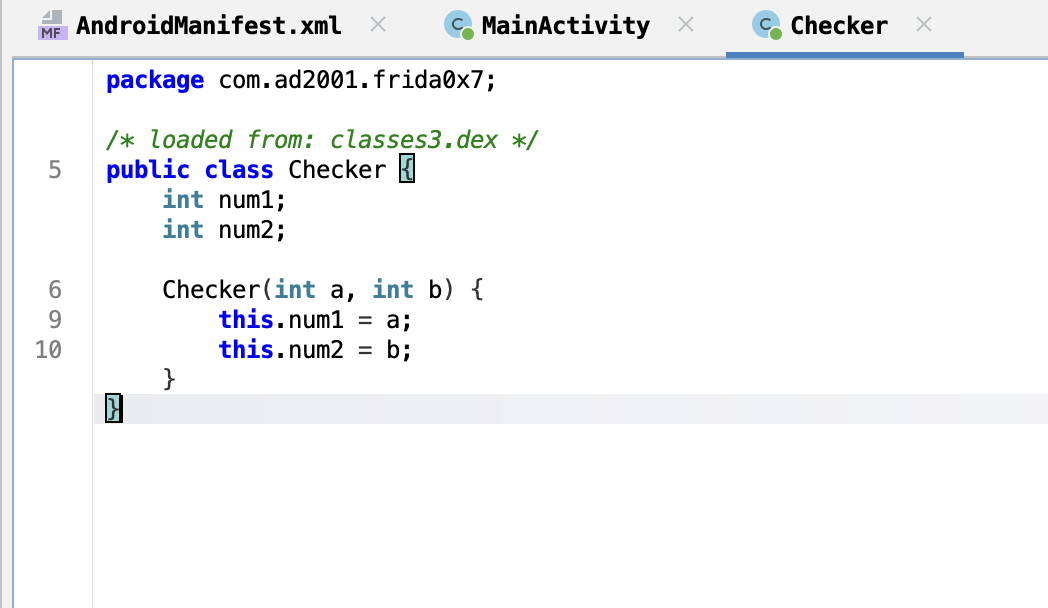 MF AndroidManifest.xml × C MainActivity × C Checker ×
package com.ad2001.frida0x7;
/* loaded from: classes3.dex */
5 public class Checker {
int num1;
int num2;
6 Checker(int a, int b) {
9 this.num1 = a;
10 this.num2 = b;
}
}